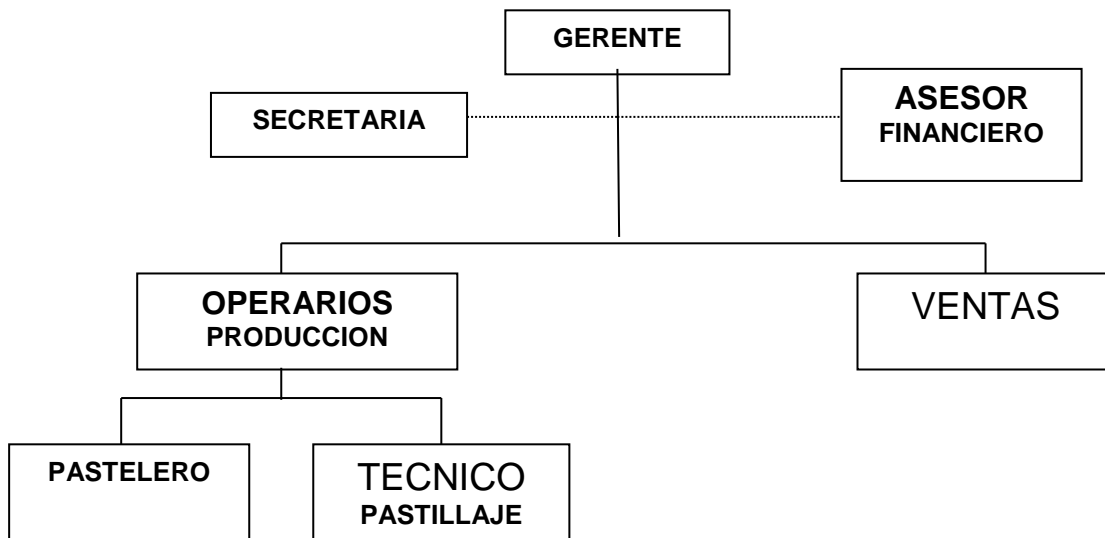 GERENTE
SECRETARIA
ASESOR
FINANCIERO
OPERARIOS
PRODUCCION
VENTAS
PASTELERO
TECNICO
PASTILLAJE